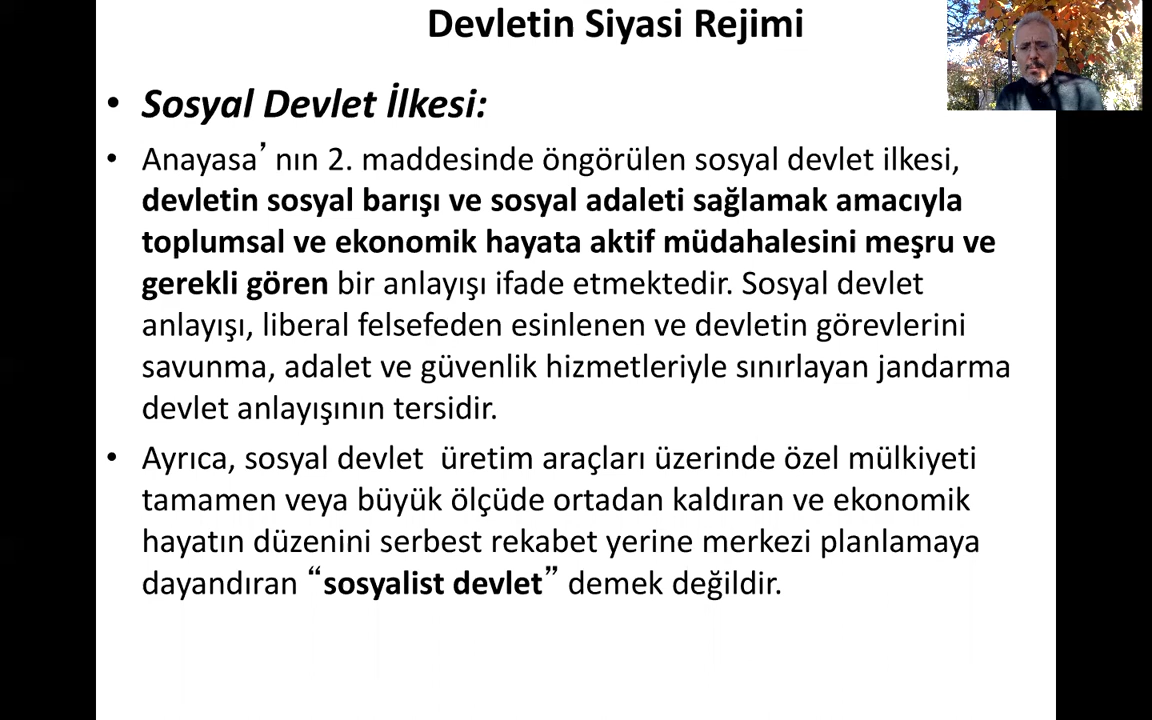 Devletin Siyasi Rejimi
• Sosyal Devlet İlkesi:
• Anayasa’nın 2. maddesinde öngörülen sosyal devlet ilkesi,
devletin sosyal barışı ve sosyal adaleti sağlamak amacıyla
toplumsal ve ekonomik hayata aktif müdahalesini meşru ve
gerekli gören bir anlayışı ifade etmektedir. Sosyal devlet
anlayışı, liberal felsefeden esinlenen ve devletin görevlerini
savunma, adalet ve güvenlik hizmetleriyle sınırlayan jandarma
devlet anlayışının tersidir.
• Ayrıca, sosyal devlet üretim araçları üzerinde özel mülkiyeti
tamamen veya büyük ölçüde ortadan kaldıran ve ekonomik
hayatın düzenini serbest rekabet yerine merkezi planlamaya
dayandıran “sosyalist devlet” demek değildir.